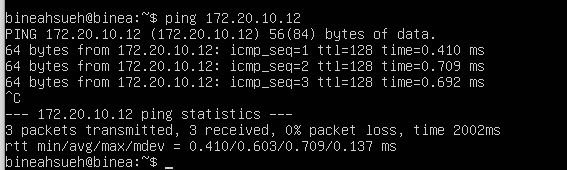 bineahsueh@binea:~$ ping 172.20.10.12
PING 172.20.10.12 (172.20.10.12) 56(84) bytes of data.
64 bytes from 172.20.10.12: icmp_seq=1 ttl=128 time=0.410 ms
64 bytes from 172.20.10.12: icmp_seq=2 ttl=128 time=0.709 ms
64 bytes from 172.20.10.12: icmp_seq=3 ttl=128 time=0.692 ms
^C
--- 172.20.10.12 ping statistics ---
3 packets transmitted, 3 received, 0% packet loss, time 2002ms
rtt min/avg/max/mdev = 0.410/0.603/0.709/0.137 ms
bineahsueh@binea:~$ _